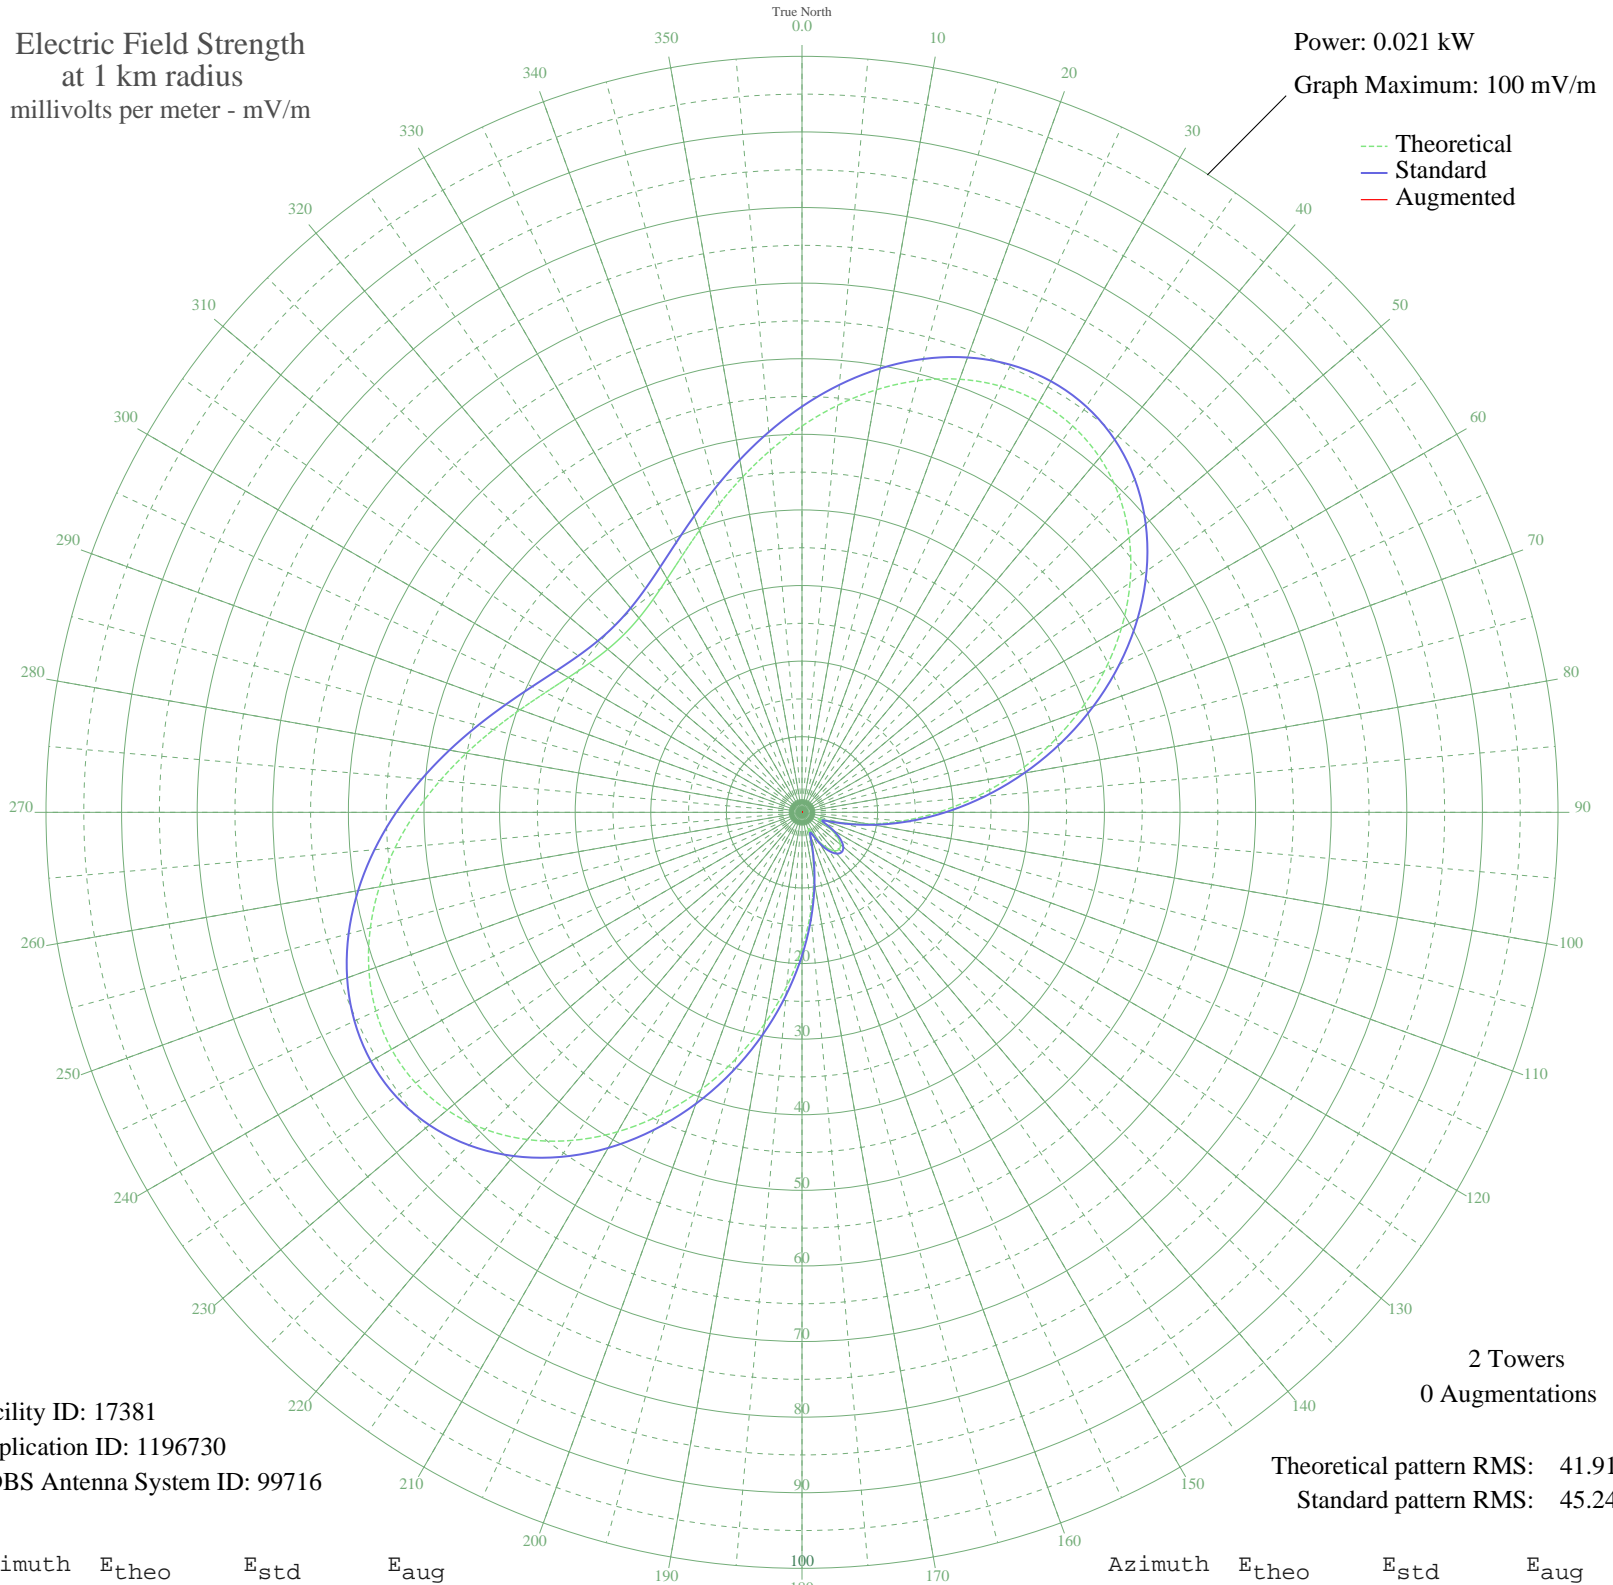 True North
0.0
Electric Field Strength
at 1 km radius
millivolts per meter - mV/m
Power: 0.021 kW
Graph Maximum: 100 mV/m
Theoretical
Standard
Augmented
10
20
30
40
50
60
70
80
90
100
110
120
130
140
150
160
170
190
200
210
220
230
240
250
260
270
280
290
300
310
320
330
340
350
20
30
40
50
60
70
80
90
100
2 Towers
0 Augmentations
cility ID: 17381
plication ID: 1196730
DBS Antenna System ID: 99716
Theoretical pattern RMS: 41.91
Standard pattern RMS: 45.24
imuth Etheo Estd Eaug Azimuth Etheo Estd Eaug